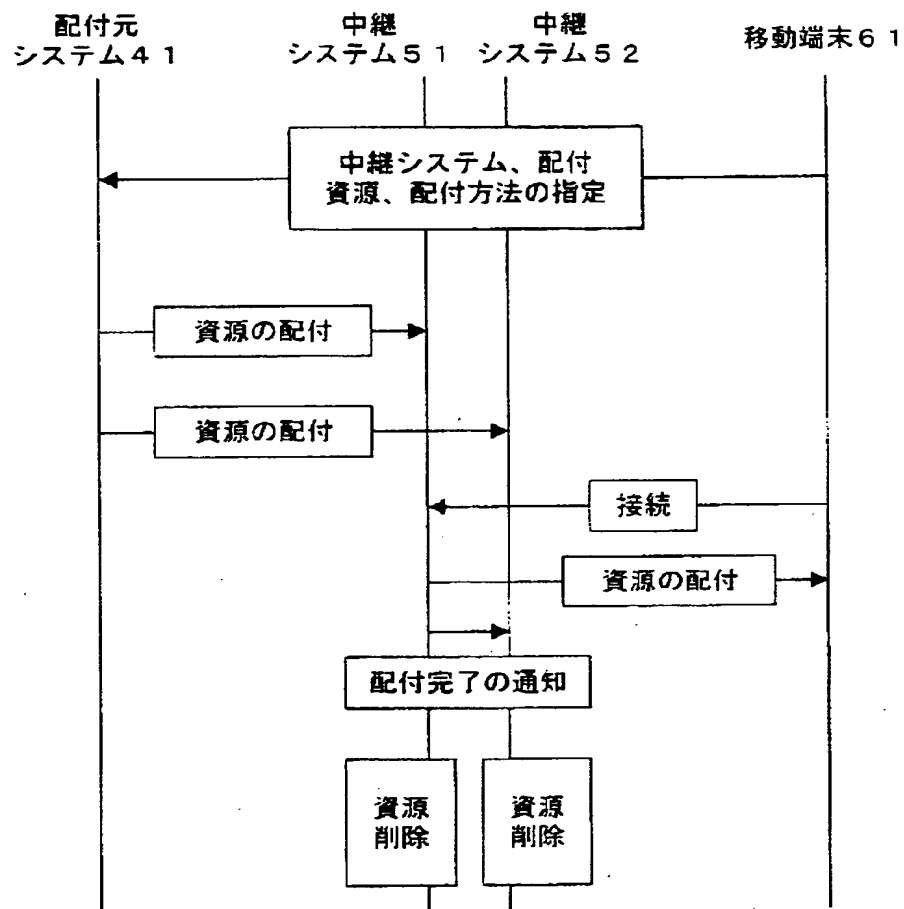 配付元
システム４１
中継
システム５１
中継
システム５２
移動端末６１
中継システム、配付
資源、配付方法の指定
資源の配付
資源の配付
接続
資源の配付
配付完了の通知
資源
削除
資源
削除